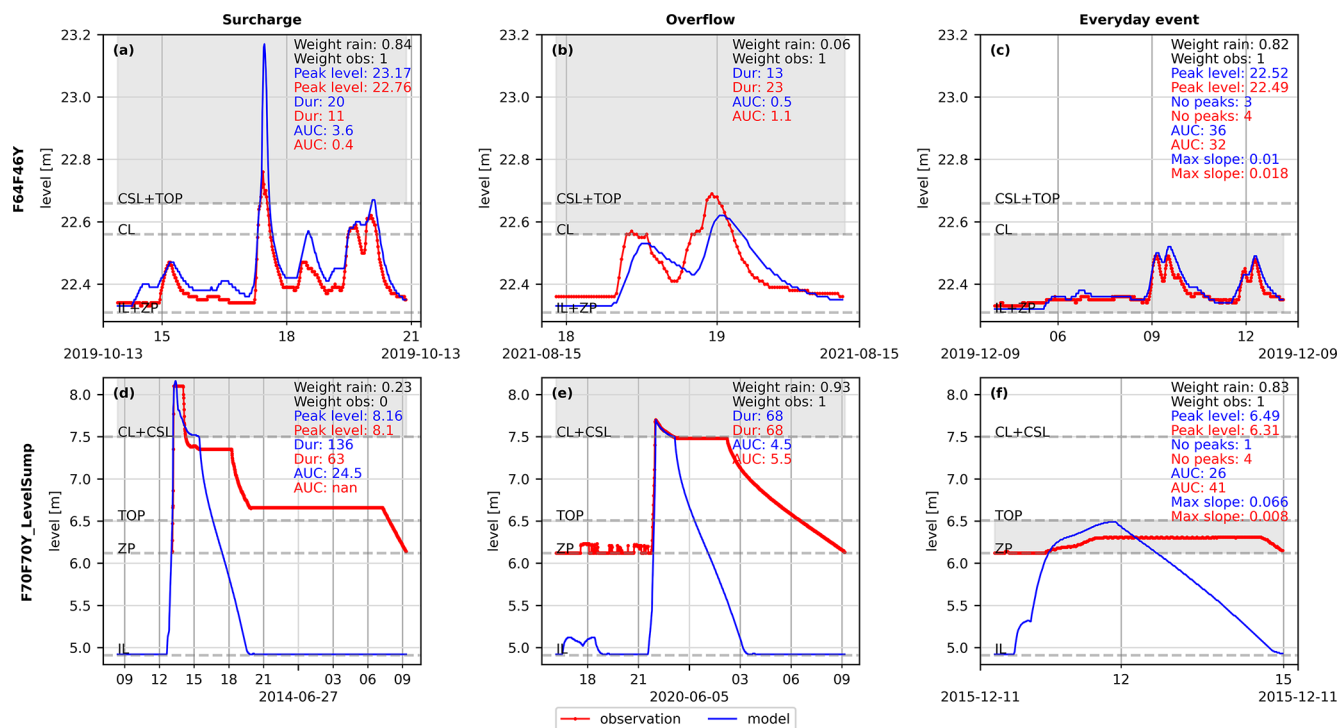 Surcharge
Overflow
Everyday event
F64F46Y
level [m]
23.2
23.0
22.8
22.6
22.4
(a)
Weight rain: 0.84
Weight obs: 1
Peak level: 23.17
Peak level: 22.76
Dur: 20
Dur: 11
AUC: 3.6
AUC: 0.4
CSL+TOP
CL
IL+ZP
15
18
21
2019-10-13
2019-10-13
level [m]
(b)
Weight rain: 0.06
Weight obs: 1
Dur: 13
Dur: 23
AUC: 0.5
AUC: 1.1
CSL+TOP
CL
IL+ZP
18
19
2021-08-15
2021-08-15
level [m]
(c)
Weight rain: 0.82
Weight obs: 1
Peak level: 22.52
Peak level: 22.49
No peaks: 3
No peaks: 4
AUC: 36
AUC: 32
Max slope: 0.01
Max slope: 0.018
CSL+TOP
CL
IL+ZP
06
09
12
2019-12-09
2019-12-09
F70F70Y_LevelSump
level [m]
8.0
7.5
7.0
6.5
6.0
5.5
5.0
(d)
Weight rain: 0.23
Weight obs: 0
Peak level: 8.16
Peak level: 8.1
Dur: 136
Dur: 63
AUC: 24.5
AUC: nan
CL+CSL
TOP
ZP
IL
09
12
15
18
21
03
06
09
2014-06-27
level [m]
(e)
Weight rain: 0.93
Weight obs: 1
Dur: 68
Dur: 68
AUC: 4.5
AUC: 5.5
CL+CSL
TOP
ZP
IL
18
21
03
06
09
2020-06-05
level [m]
(f)
Weight rain: 0.83
Weight obs: 1
Peak level: 6.49
Peak level: 6.31
No peaks: 1
No peaks: 4
AUC: 26
AUC: 41
Max slope: 0.066
Max slope: 0.008
CL+CSL
TOP
ZP
IL
12
15
2015-12-11
2015-12-11
observation
model